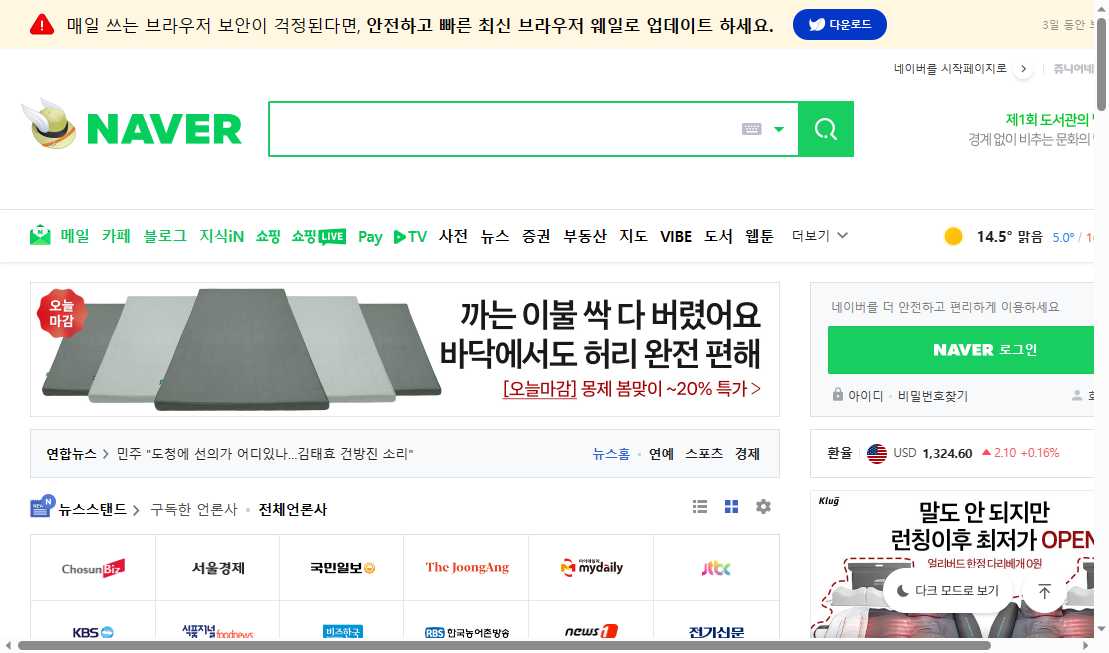 매일 쓰는 브라우저 보안이 걱정된다면, 안전하고 빠른 최신 브라우저 웨일로 업데이트 하세요.
다운로드
3일 동안
네이버를 시작페이지로
쥬니어네
NAVER
제1회 도서관의
경계 없이 비추는 문화의
메일 카페 블로그 지식iN 쇼핑 쇼핑LIVE Pay TV 사전 뉴스 증권 부동산 지도 VIBE 도서 웹툰 더보기
14.5° 맑음 5.0° /
오늘
마감
까는 이불 싹 다 버렸어요
바닥에서도 허리 완전 편해
[오늘마감] 몽제 봄맞이 ~20% 특가 >
네이버를 더 안전하고 편리하게 이용하세요
NAVER 로그인
아이디 · 비밀번호찾기
연합뉴스 > 민주 "도청에 선의가 어디있나…김태효 건방진 소리"
뉴스홈 · 연예 스포츠 경제
환율 USD 1,324.60 ▲ 2.10 +0.16%
NEW N 뉴스스탠드 > 구독한 언론사 · 전체언론사
Klug
말도 안 되지만
런칭이후 최저가 OPEN
얼리버드 한정 다리베개 0원
ChosunBiz
서울경제
국민일보
The JoongAng
마이데일리 mydaily
jtbc
다크 모드로 보기
KBS
식품저널 foodnews
비즈한국
RBS 한국농어촌방송
news1
전기신문